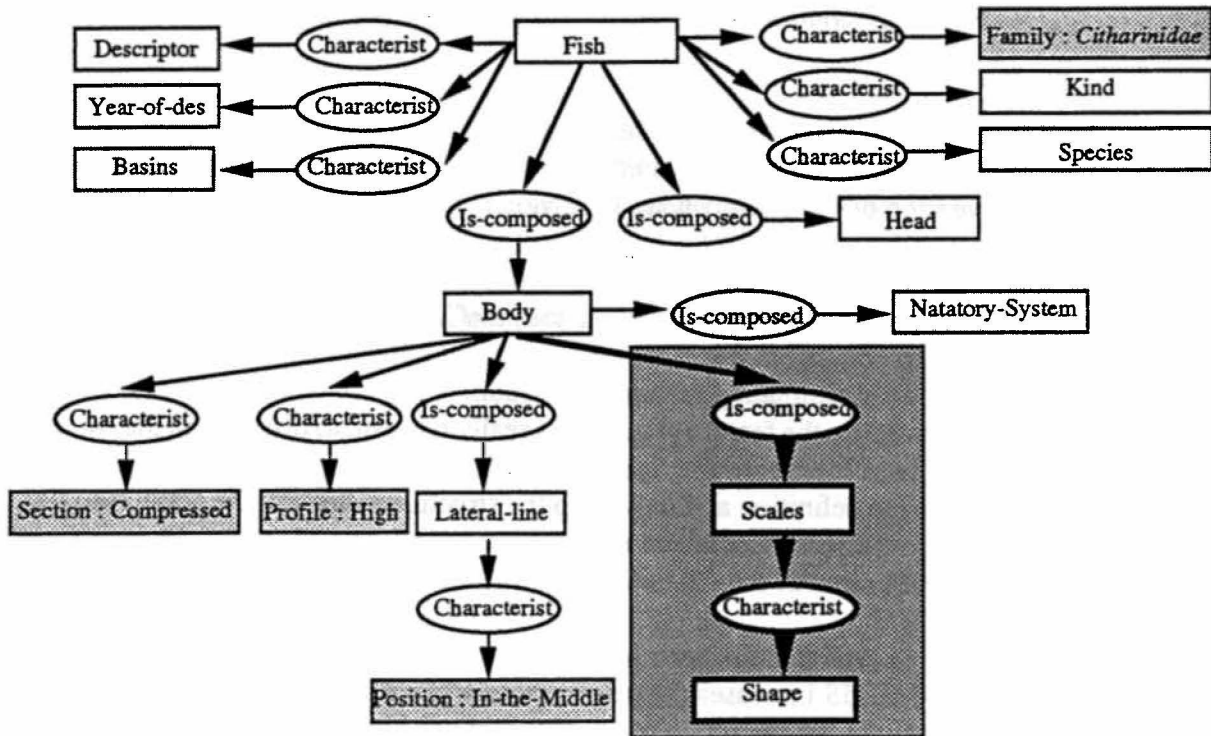 Descriptor
Characterist
Fish
Characterist
Family : Citharinidae
Year-of-des
Characterist
Characterist
Kind
Basins
Characterist
Characterist
Species
Is-composed
Is-composed
Head
Body
Is-composed
Natatory-System
Characterist
Characterist
Is-composed
Is-composed
Section : Compressed
Profile : High
Lateral-line
Scales
Characterist
Characterist
Position : In-the-Middle
Shape